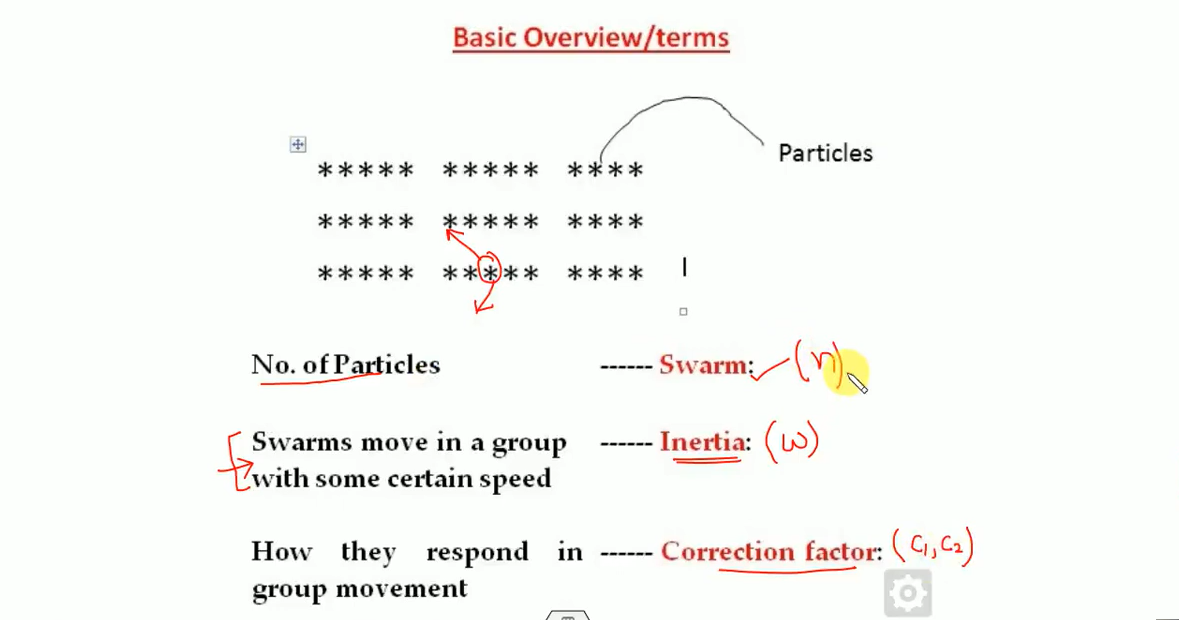 Basic Overview/terms
Particles
***** ***** ****
***** ***** ****
***** ***** ****
No. of Particles ------ Swarm: (n)
Swarms move in a group ------ Inertia: (w)
with some certain speed
How they respond in ------ Correction factor: (C1, C2)
group movement